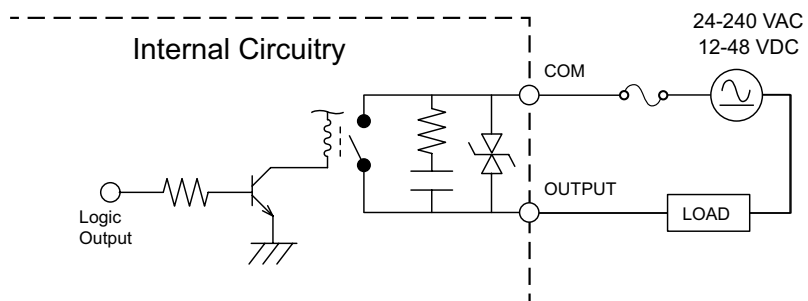 24-240 VAC
12-48 VDC
Internal Circuitry
COM
OUTPUT
LOAD
Logic
Output